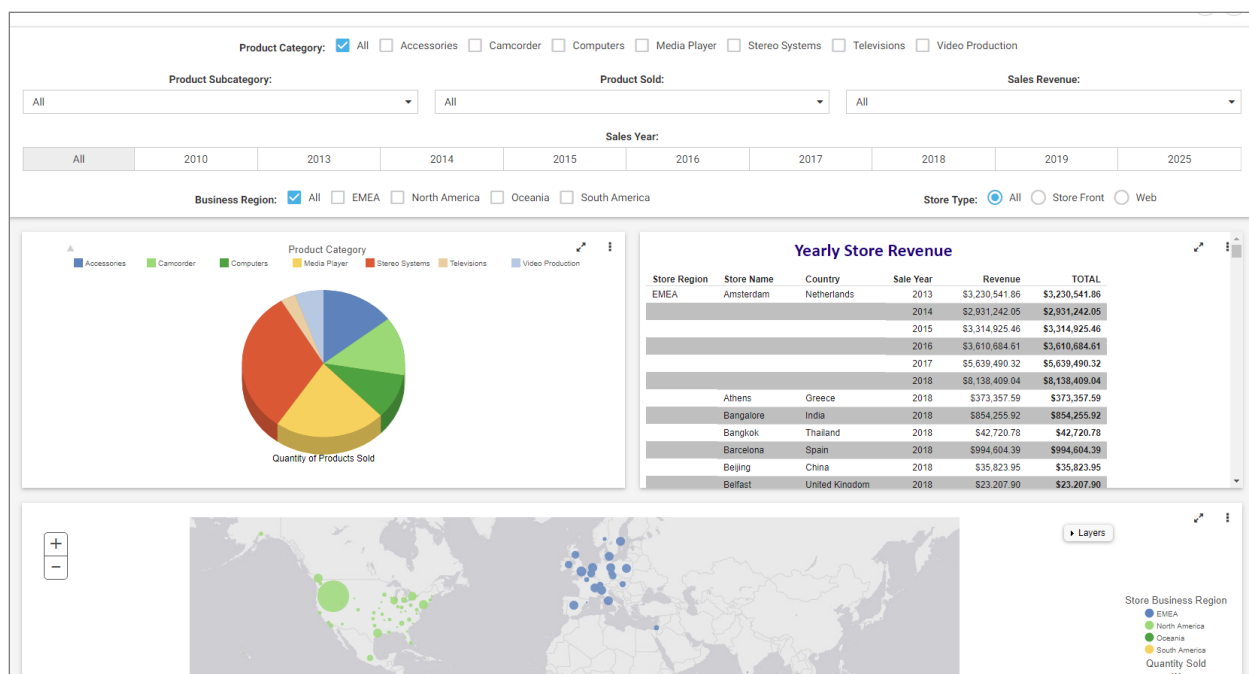 Product Category: All Accessories Camcorder Computers Media Player Stereo Systems Televisions Video Production
Product Subcategory: Product Sold: Sales Revenue:
All All All
Sales Year:
All 2010 2013 2014 2015 2016 2017 2018 2019 2025
Business Region: All EMEA North America Oceania South America Store Type: All Store Front Web
Product Category
Accessories Camcorder Computers Media Player Stereo Systems Televisions Video Production
Quantity of Products Sold
Yearly Store Revenue
Store Region Store Name Country Sale Year Revenue TOTAL
EMEA Amsterdam Netherlands 2013 $3,230,541.86 $3,230,541.86
2014 $2,931,242.05 $2,931,242.05
2015 $3,314,925.46 $3,314,925.46
2016 $3,610,684.61 $3,610,684.61
2017 $5,639,490.32 $5,639,490.32
2018 $8,138,409.04 $8,138,409.04
Athens Greece 2018 $373,357.59 $373,357.59
Bangalore India 2018 $854,255.92 $854,255.92
Bangkok Thailand 2018 $42,720.78 $42,720.78
Barcelona Spain 2018 $994,604.39 $994,604.39
Beijing China 2018 $35,823.95 $35,823.95
Belfast United Kingdom 2018 $23,207.90 $23,207.90
+
−
Layers
Store Business Region
EMEA
North America
Oceania
South America
Quantity Sold